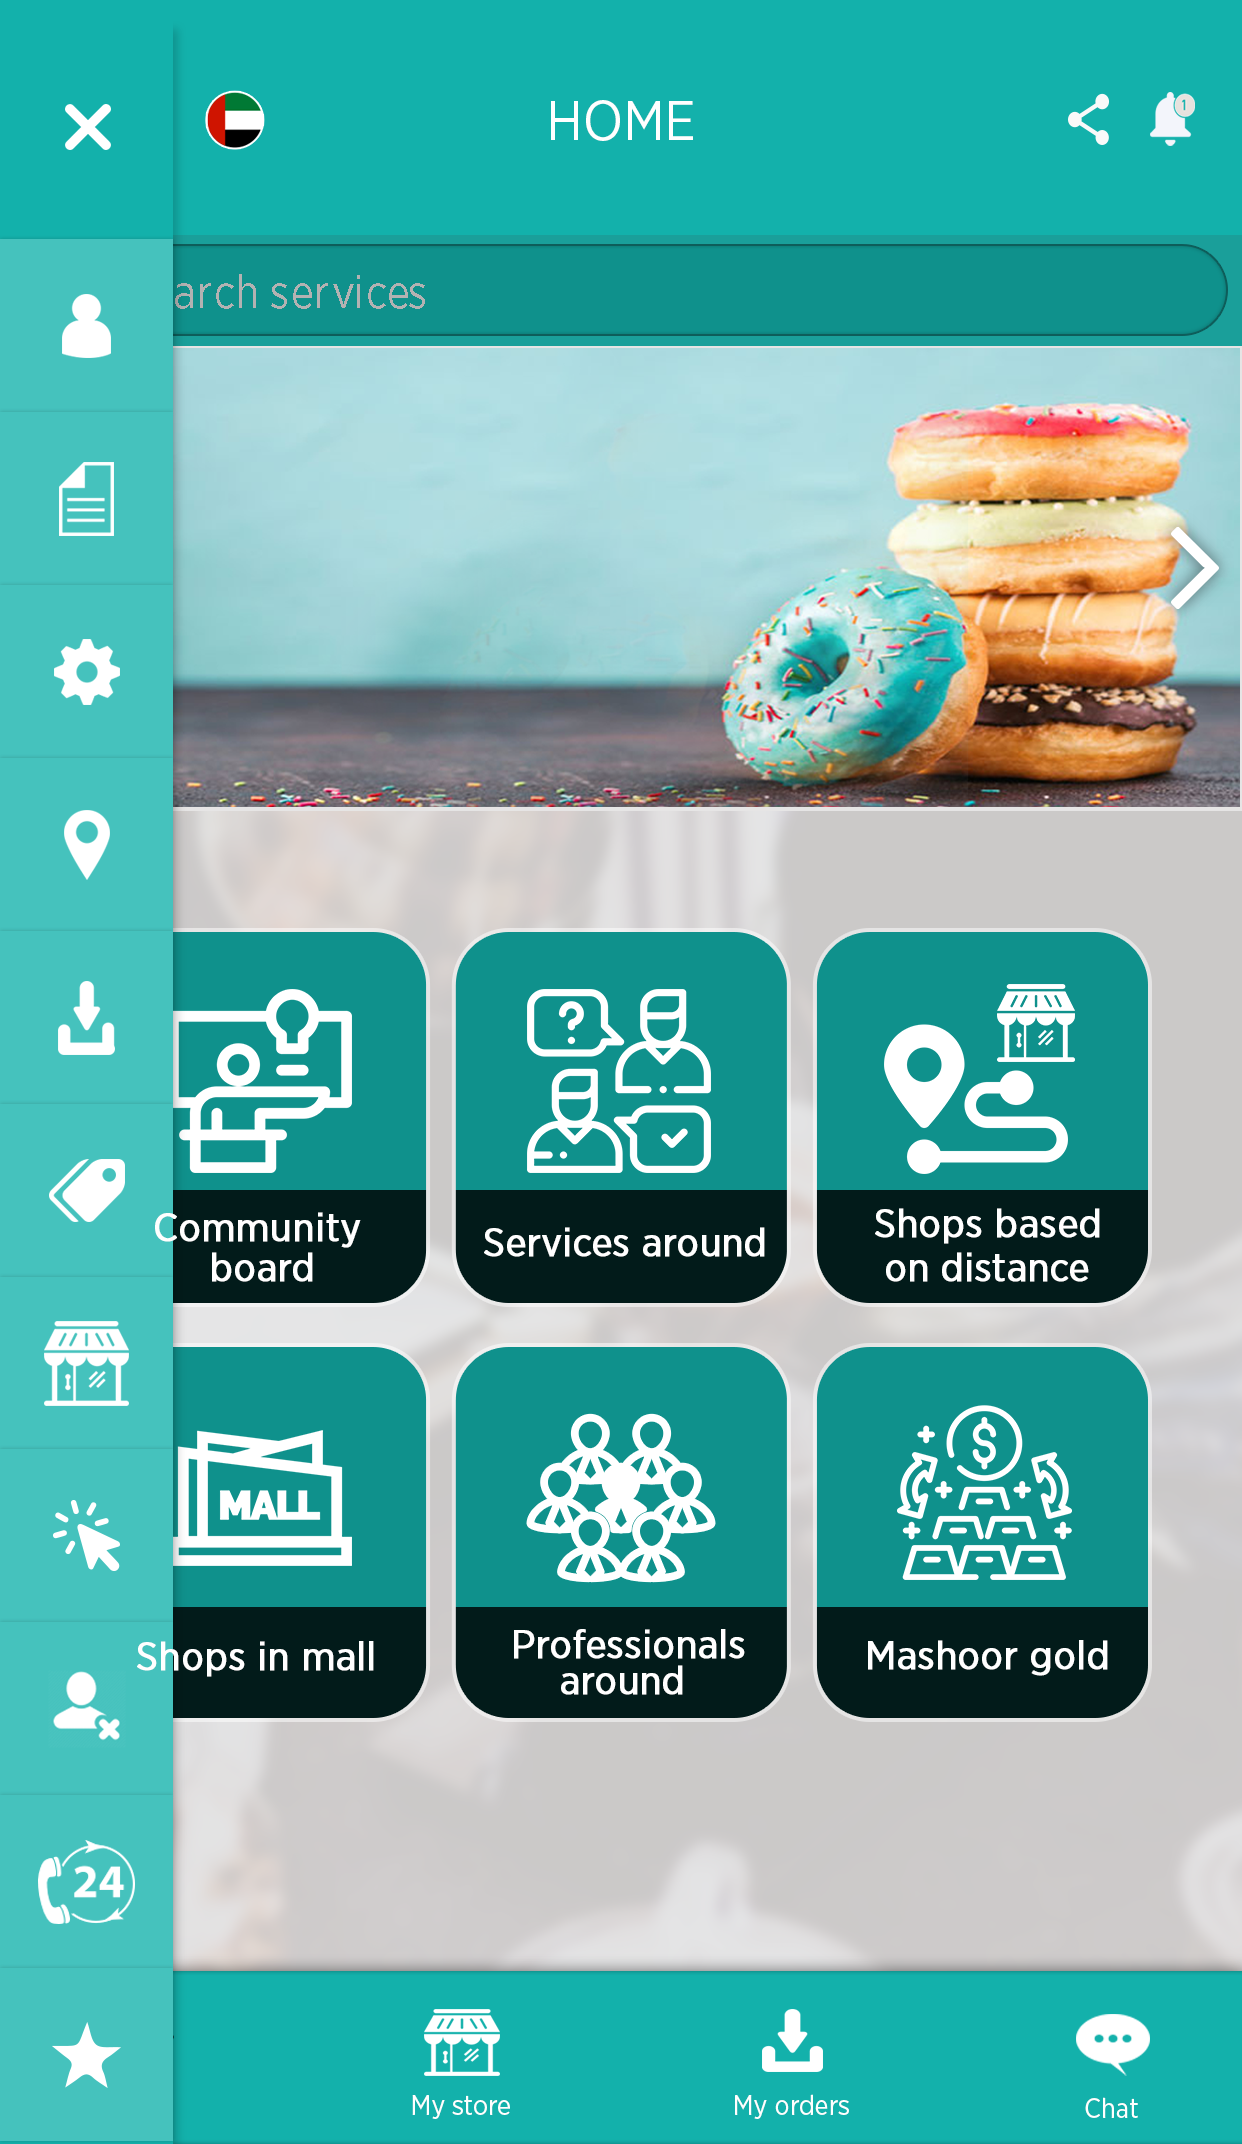 HOME
1
arch services
Community
board
Services around
?
Shops based
on distance
MALL
Shops in mall
Professionals
around
$
Mashoor gold
24
My store
My orders
Chat